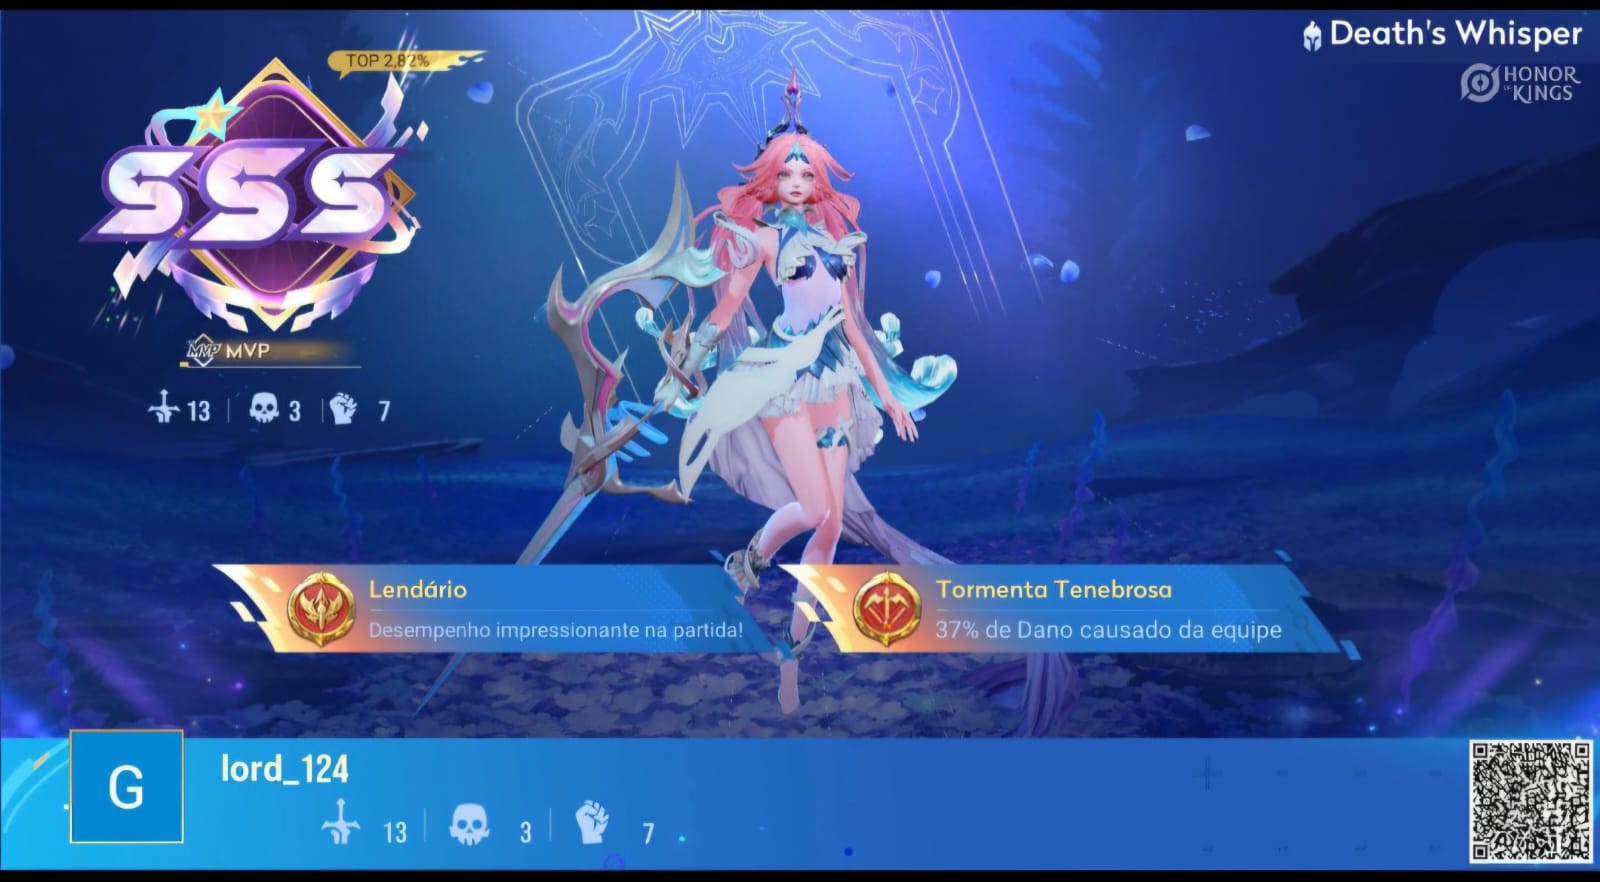 Death's Whisper
HONOR
OF KINGS
TOP 2,82%
SSS
MVP MVP
13 3 7
Lendário
Desempenho impressionante na partida!
Tormenta Tenebrosa
37% de Dano causado da equipe
G
lord_124
13 3 7